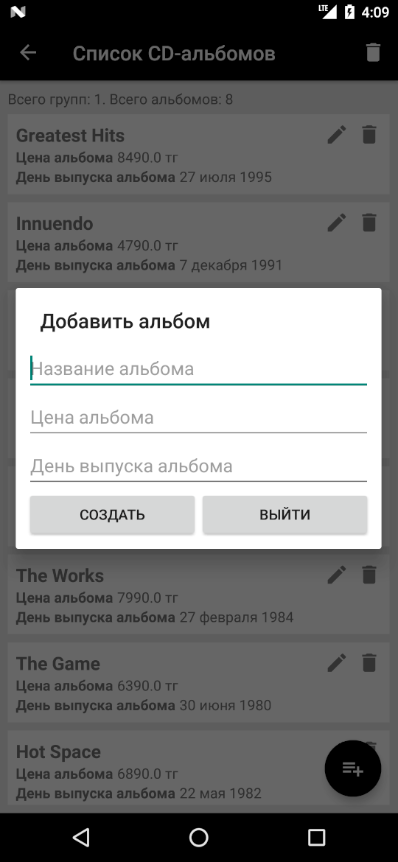 LTE 4:09
Список CD-альбомов
Всего групп: 1. Всего альбомов: 8
Greatest Hits
Цена альбома 8490.0 тг
День выпуска альбома 27 июля 1995
Innuendo
Цена альбома 4790.0 тг
День выпуска альбома 7 декабря 1991
Добавить альбом
Название альбома
Цена альбома
День выпуска альбома
СОЗДАТЬ ВЫЙТИ
The Works
Цена альбома 7990.0 тг
День выпуска альбома 27 февраля 1984
The Game
Цена альбома 6390.0 тг
День выпуска альбома 30 июня 1980
Hot Space
Цена альбома 6890.0 тг
День выпуска альбома 22 мая 1982